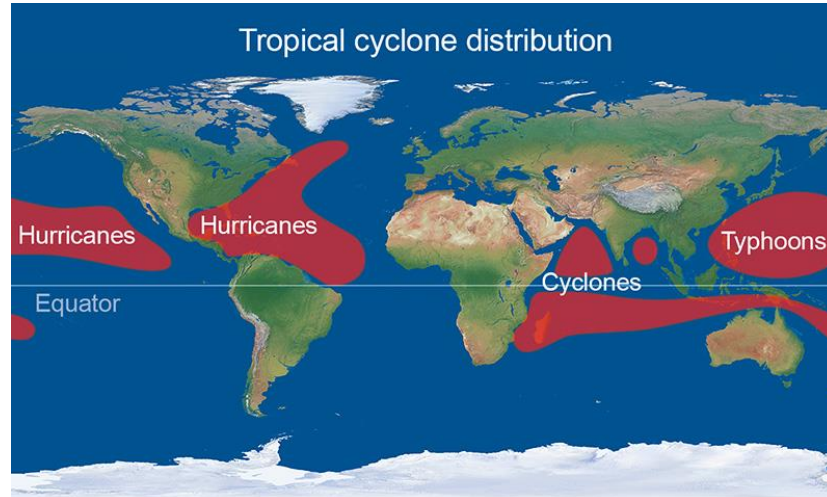 Tropical cyclone distribution
Hurricanes
Hurricanes
Typhoons
Cyclones
Equator